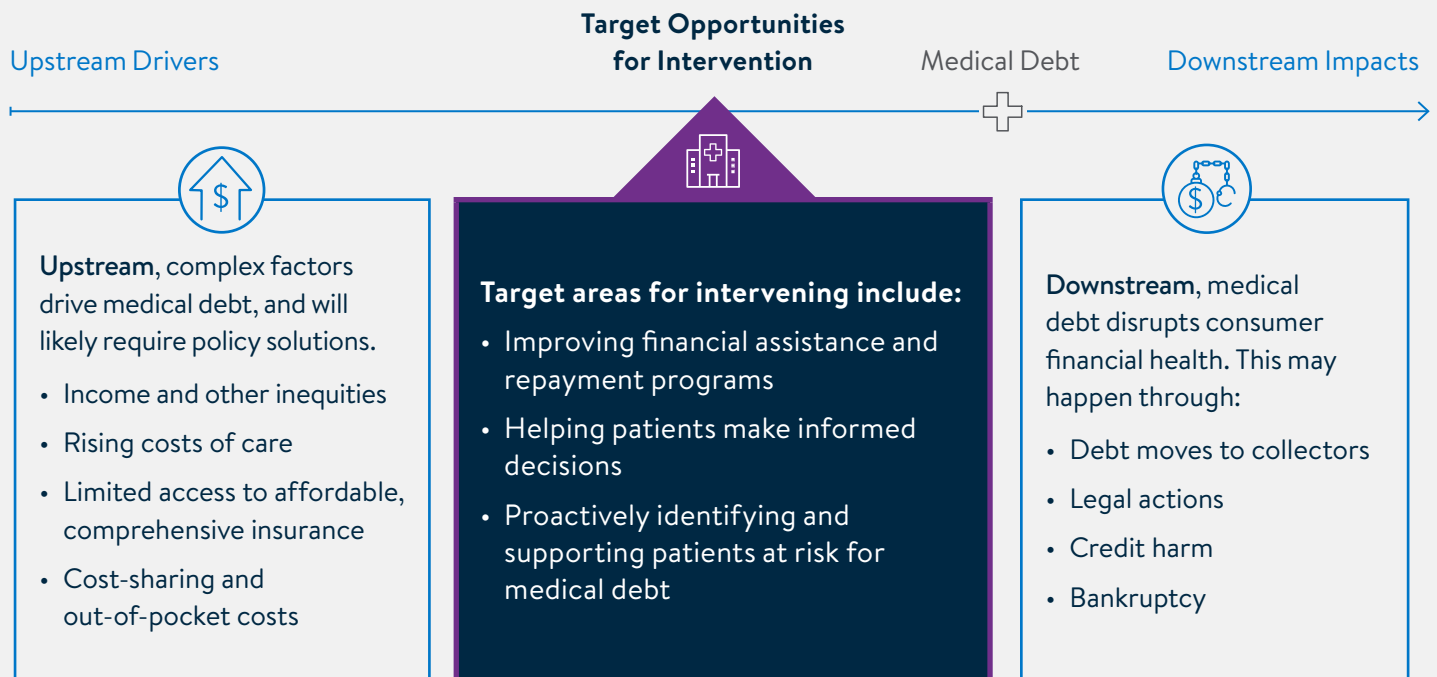 Target Opportunities
for Intervention
Upstream Drivers
Medical Debt
Downstream Impacts
$
Upstream, complex factors
drive medical debt, and will
likely require policy solutions.
• Income and other inequities
• Rising costs of care
• Limited access to affordable,
comprehensive insurance
• Cost-sharing and
out-of-pocket costs
Target areas for intervening include:
• Improving financial assistance and
repayment programs
• Helping patients make informed
decisions
• Proactively identifying and
supporting patients at risk for
medical debt
$
Downstream, medical
debt disrupts consumer
financial health. This may
happen through:
• Debt moves to collectors
• Legal actions
• Credit harm
• Bankruptcy